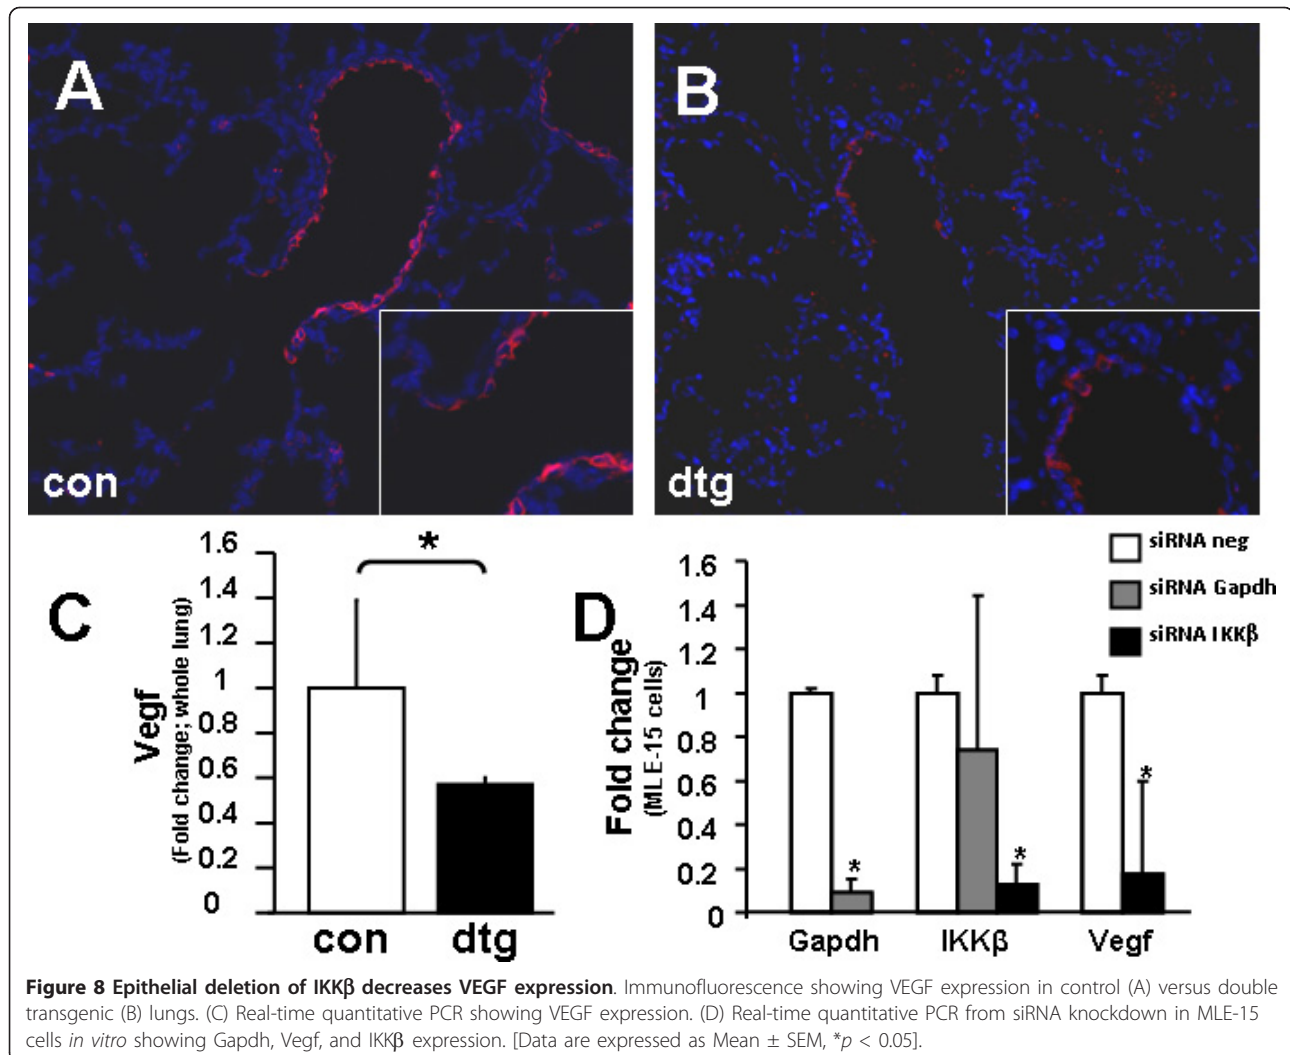 A
B
con
dtg
C
Vegf
(Fold change; whole lung)
1.6
1.4
1.2
1
0.8
0.6
0.4
0.2
0
*
con
dtg
D
Fold change
(MLE-15 cells)
1.6
1.4
1.2
1
0.8
0.6
0.4
0.2
0
siRNA neg
siRNA Gapdh
siRNA IKKβ
*
*
*
Gapdh
IKKβ
Vegf
Figure 8 Epithelial deletion of IKKβ decreases VEGF expression. Immunofluorescence showing VEGF expression in control (A) versus double
transgenic (B) lungs. (C) Real-time quantitative PCR showing VEGF expression. (D) Real-time quantitative PCR from siRNA knockdown in MLE-15
cells in vitro showing Gapdh, Vegf, and IKKβ expression. [Data are expressed as Mean ± SEM, *p < 0.05].